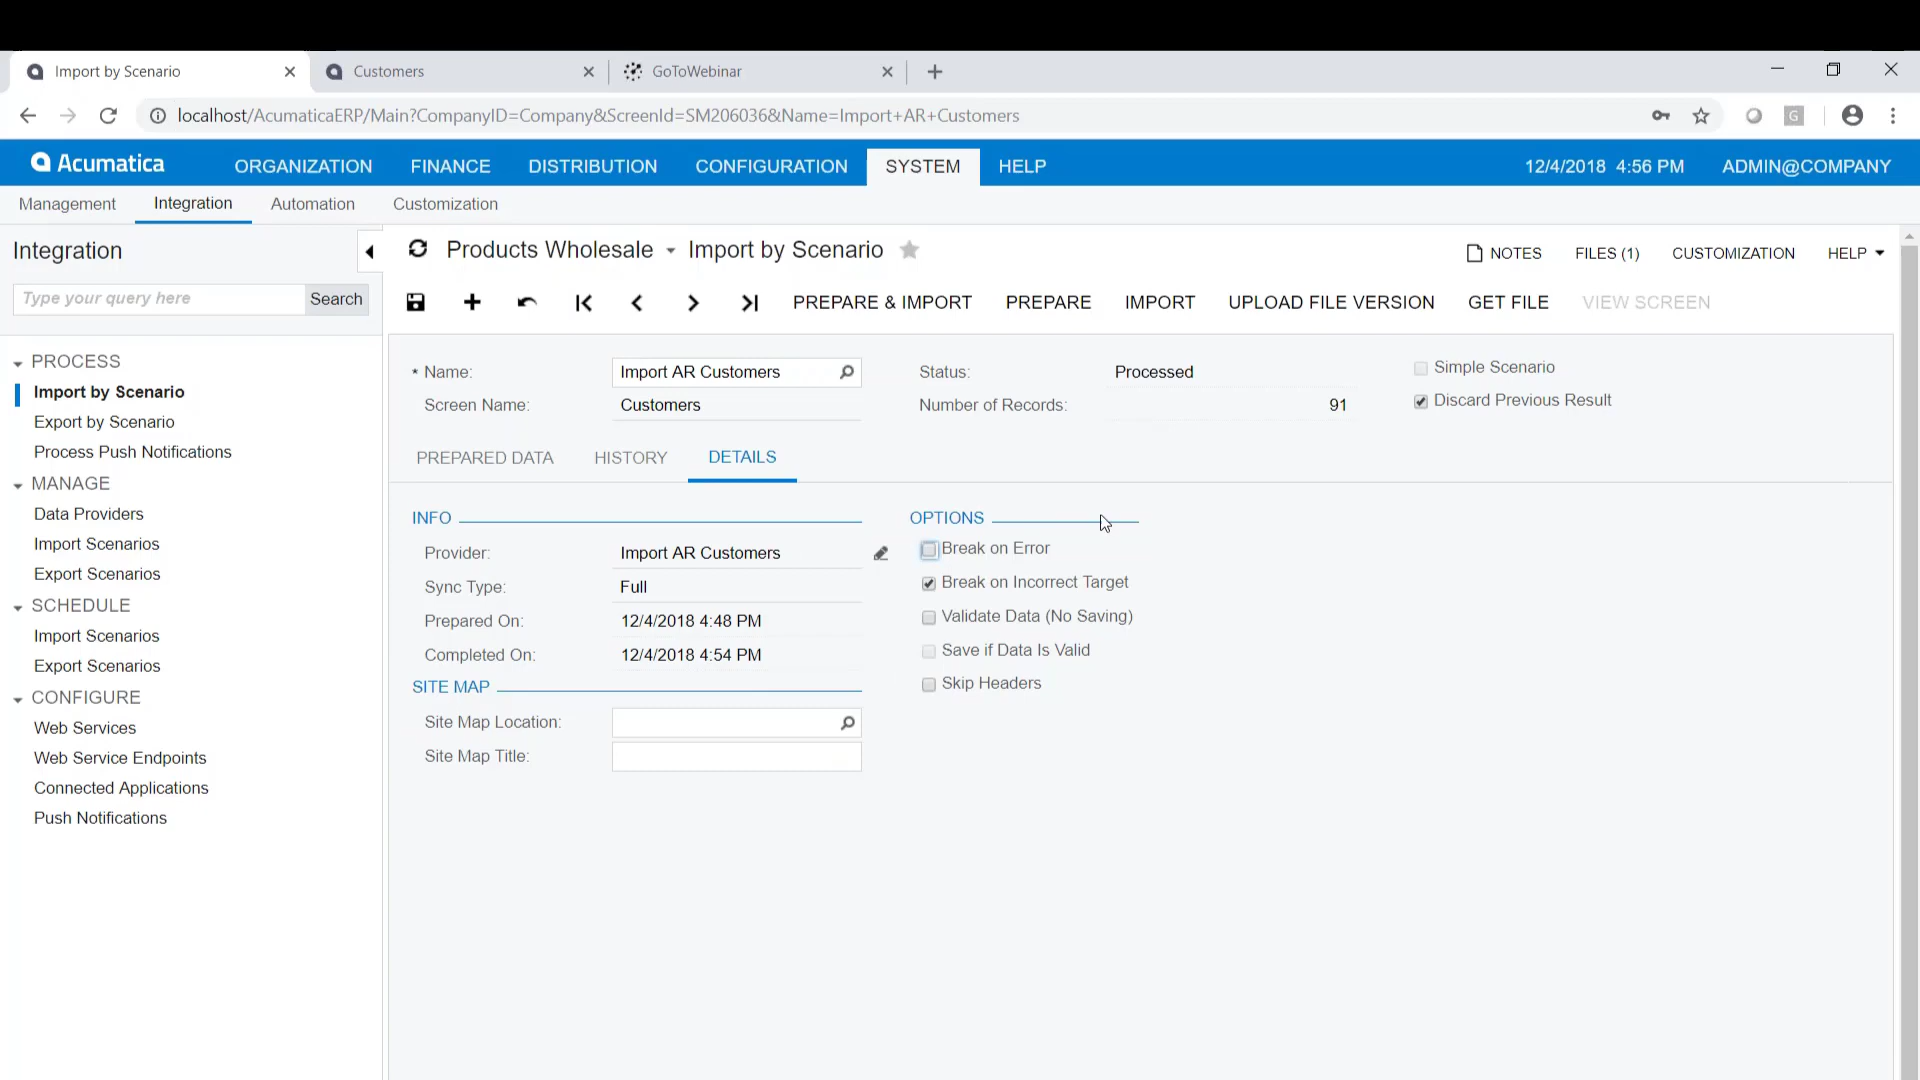 Import by Scenario
Customers
GoToWebinar
localhost/AcumaticaERP/Main?CompanyID=Company&ScreenId=SM206036&Name=Import+AR+Customers
G
Acumatica
ORGANIZATION FINANCE DISTRIBUTION CONFIGURATION SYSTEM HELP
12/4/2018 4:56 PM
ADMIN@COMPANY
Management Integration Automation Customization
Integration
Type your query here Search
PROCESS
Import by Scenario
Export by Scenario
Process Push Notifications
MANAGE
Data Providers
Import Scenarios
Export Scenarios
SCHEDULE
Import Scenarios
Export Scenarios
CONFIGURE
Web Services
Web Service Endpoints
Connected Applications
Push Notifications
Products Wholesale Import by Scenario
NOTES FILES (1) CUSTOMIZATION HELP
PREPARE & IMPORT PREPARE IMPORT UPLOAD FILE VERSION GET FILE VIEW SCREEN
* Name: Import AR Customers
Screen Name: Customers
Status: Processed
Number of Records: 91
Simple Scenario
Discard Previous Result
PREPARED DATA HISTORY DETAILS
INFO
Provider: Import AR Customers
Sync Type: Full
Prepared On: 12/4/2018 4:48 PM
Completed On: 12/4/2018 4:54 PM
SITE MAP
Site Map Location:
Site Map Title:
OPTIONS
Break on Error
Break on Incorrect Target
Validate Data (No Saving)
Save if Data Is Valid
Skip Headers